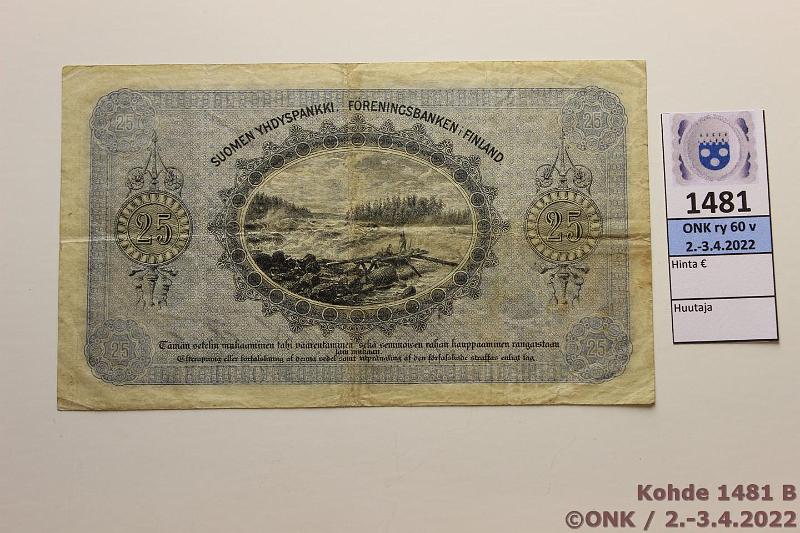 25 25
SUOMEN YHDYSPANKKI. FÖRENINGSBANKEN I FINLAND.
25 25
Tämän setelin mukaaminen tahi väärentäminen sekä semmoisen rahan kauppaaminen rangaistaan
lain mukaan.
Efterapning eller förfalskning af denna sedel samt utprångling af den förfalskade straffas enligt lag.
25 25
1481
ONK ry 60 v
2.-3.4.2022
Hinta €
Huutaja
Kohde 1481 B
©ONK / 2.-3.4.2022